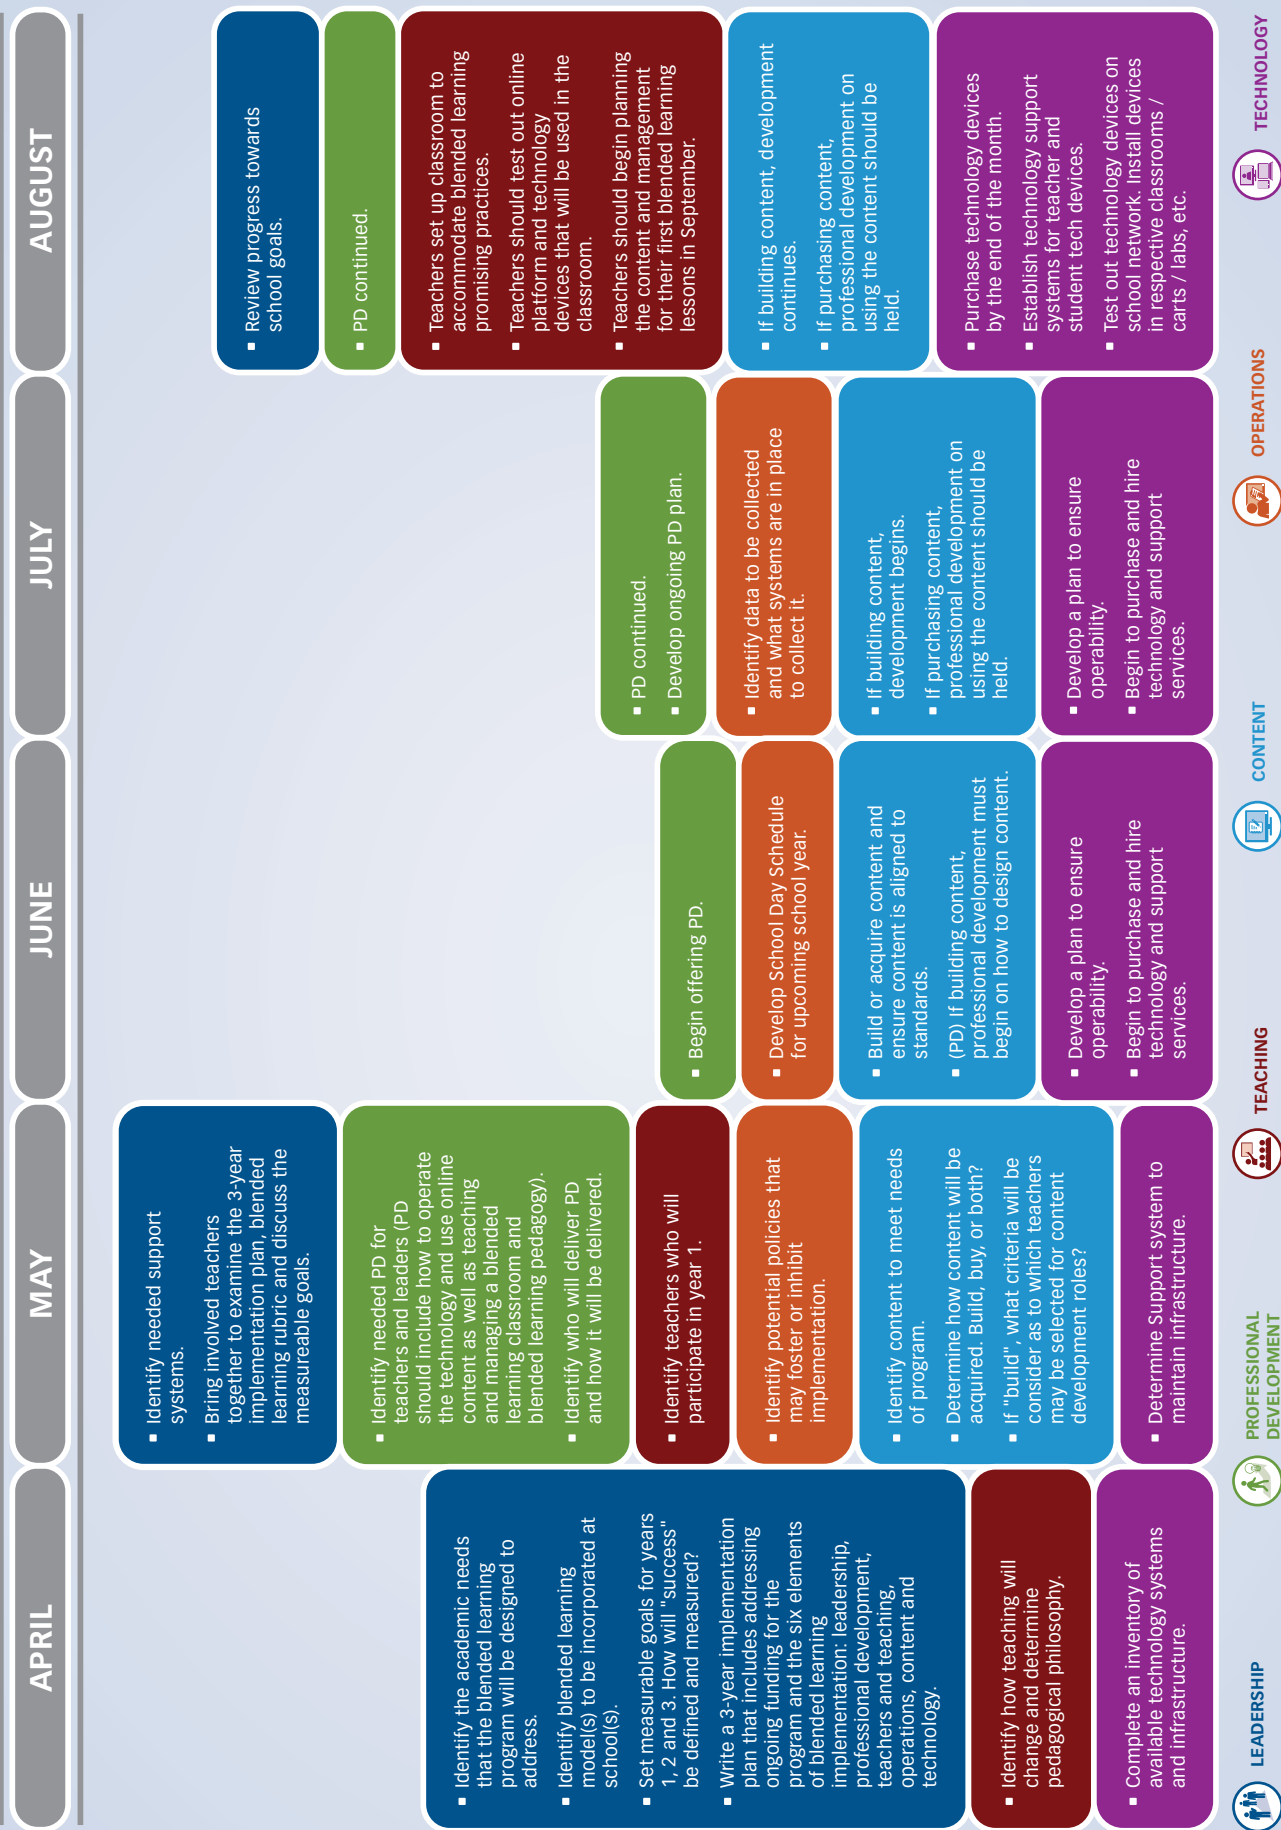 APRIL
Identify the academic needs
that the blended learning
program will be designed to
address.
Identify blended learning
model(s) to be incorporated at
school(s).
Set measurable goals for years
1, 2 and 3. How will "success"
be defined and measured?
Write a 3-year implementation
plan that includes addressing
ongoing funding for the
program and the six elements
of blended learning
implementation: leadership,
professional development,
teachers and teaching,
operations, content and
technology.
Identify how teaching will
change and determine
pedagogical philosophy.
Complete an inventory of
available technology systems
and infrastructure.
MAY
Identify needed support
systems.
Bring involved teachers
together to examine the 3-year
implementation plan, blended
learning rubric and discuss the
measureable goals.
Identify needed PD for
teachers and leaders (PD
should include how to operate
the technology and use online
content as well as teaching
and managing a blended
learning classroom and
blended learning pedagogy).
Identify who will deliver PD
and how it will be delivered.
Identify teachers who will
participate in year 1.
Identify potential policies that
may foster or inhibit
implementation.
Identify content to meet needs
of program.
Determine how content will be
acquired. Build, buy, or both?
If "build", what criteria will be
consider as to which teachers
may be selected for content
development roles?
Determine Support system to
maintain infrastructure.
JUNE
Begin offering PD.
Develop School Day Schedule
for upcoming school year.
Build or acquire content and
ensure content is aligned to
standards.
(PD) If building content,
professional development must
begin on how to design content.
Develop a plan to ensure
operability.
Begin to purchase and hire
technology and support
services.
JULY
PD continued.
Develop ongoing PD plan.
Identify data to be collected
and what systems are in place
to collect it.
If building content,
development begins.
If purchasing content,
professional development on
using the content should be
held.
Develop a plan to ensure
operability.
Begin to purchase and hire
technology and support
services.
AUGUST
Review progress towards
school goals.
PD continued.
Teachers set up classroom to
accommodate blended learning
promising practices.
Teachers should test out online
platform and technology
devices that will be used in the
classroom.
Teachers should begin planning
the content and management
for their first blended learning
lessons in September.
If building content, development
continues.
If purchasing content,
professional development on
using the content should be
held.
Purchase technology devices
by the end of the month.
Establish technology support
systems for teacher and
student tech devices.
Test out technology devices on
school network. Install devices
in respective classrooms /
carts / labs, etc.
LEADERSHIP
PROFESSIONAL
DEVELOPMENT
TEACHING
CONTENT
OPERATIONS
TECHNOLOGY